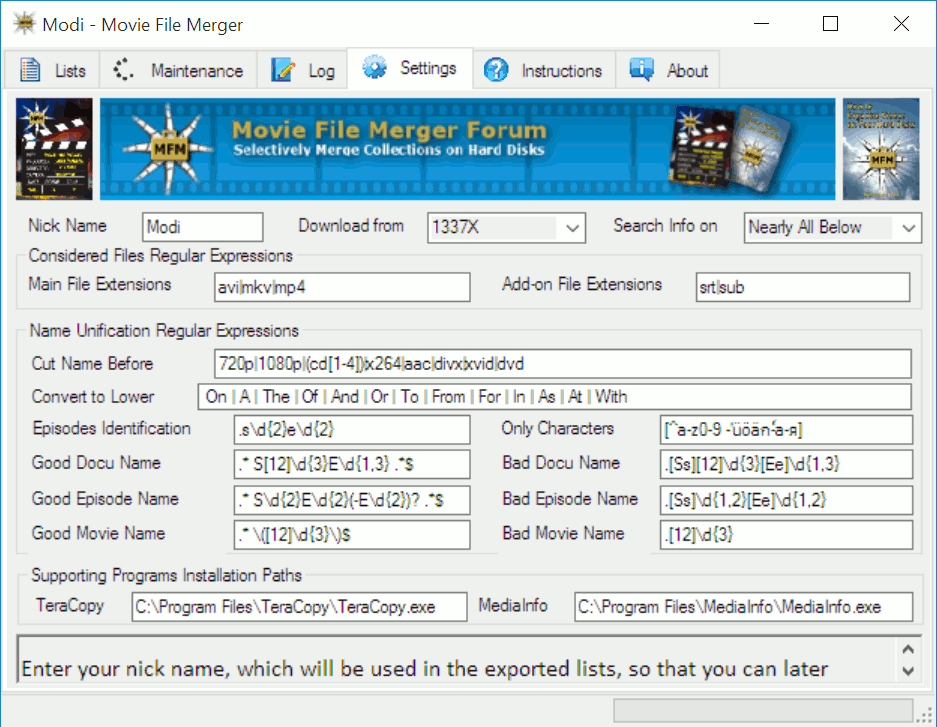 Modi - Movie File Merger
Lists Maintenance Log Settings Instructions About
MFM Movie File Merger Forum
Selectively Merge Collections on Hard Disks
MFM
Nick Name Modi Download from 1337X Search Info on Nearly All Below
Considered Files Regular Expressions
Main File Extensions avi|mkv|mp4 Add-on File Extensions srt|sub
Name Unification Regular Expressions
Cut Name Before 720p|1080p|(cd[1-4])|x264|aac|divx|xvid|dvd
Convert to Lower On | A | The | Of | And | Or | To | From | For | In | As | At | With
Episodes Identification .s\d{2}e\d{2} Only Characters
Good Docu Name .* S[12]\d{3}E\d{1,3} .*$ Bad Docu Name .[Ss][12]\d{3}[Ee]\d{1,3}
Good Episode Name .* S\d{2}E\d{2}(-E\d{2})? .*$ Bad Episode Name .[Ss]\d{1,2}[Ee]\d{1,2}
Good Movie Name .* \([12]\d{3}\)$ Bad Movie Name .[12]\d{3}
Supporting Programs Installation Paths
TeraCopy C:\Program Files\TeraCopy\TeraCopy.exe MediaInfo C:\Program Files\MediaInfo\MediaInfo.exe
Enter your nick name, which will be used in the exported lists, so that you can later